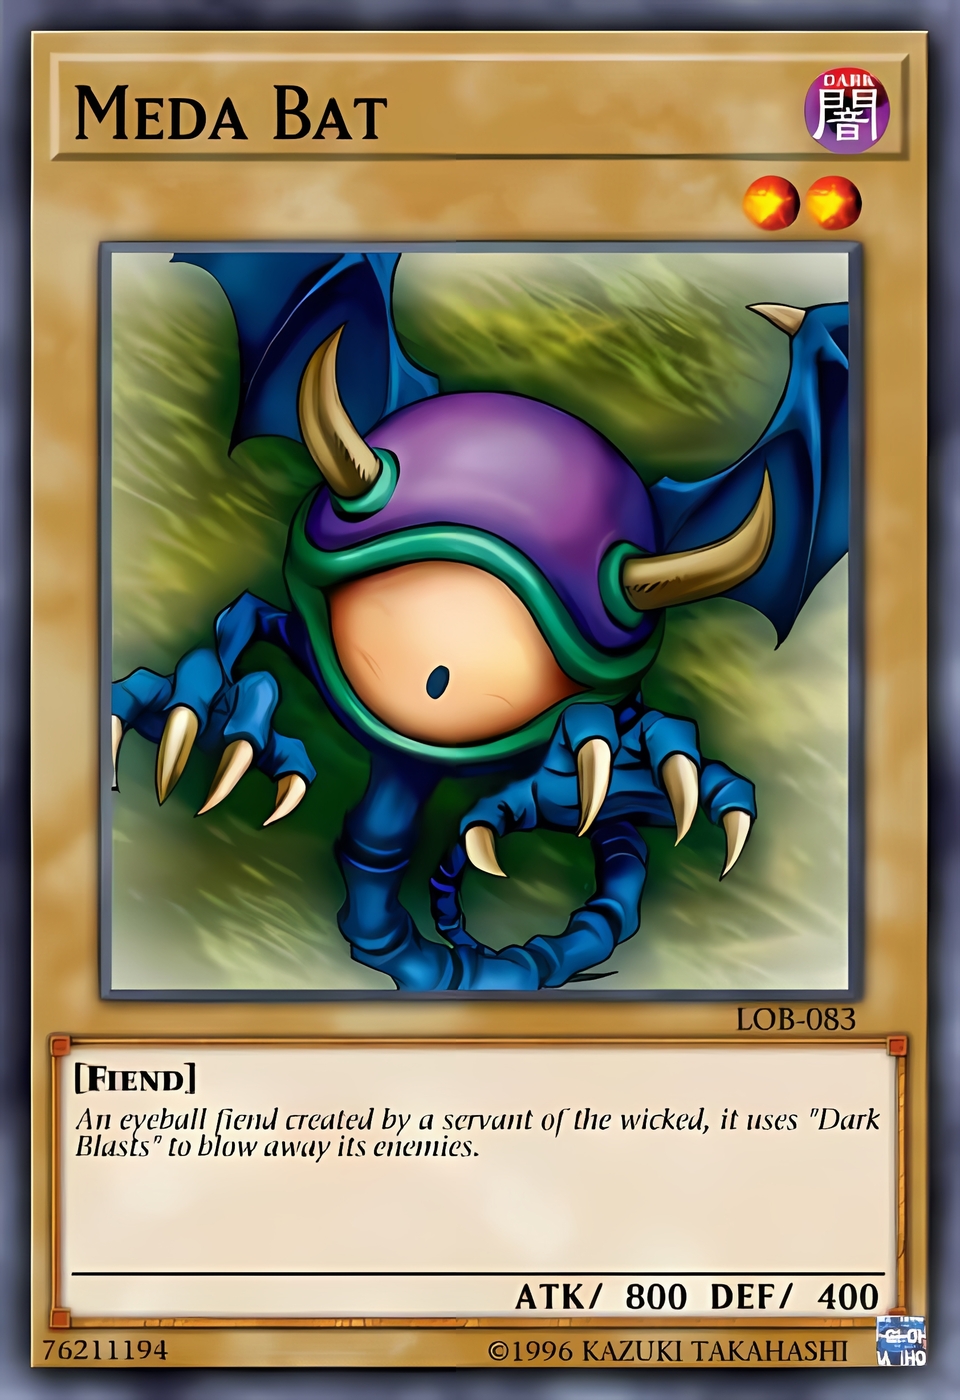 MEDA BAT
DARK
闇
LOB-083
[FIEND]
An eyeball fiend created by a servant of the wicked, it uses "Dark
Blasts" to blow away its enemies.
ATK/ 800 DEF/ 400
76211194
©1996 KAZUKI TAKAHASHI